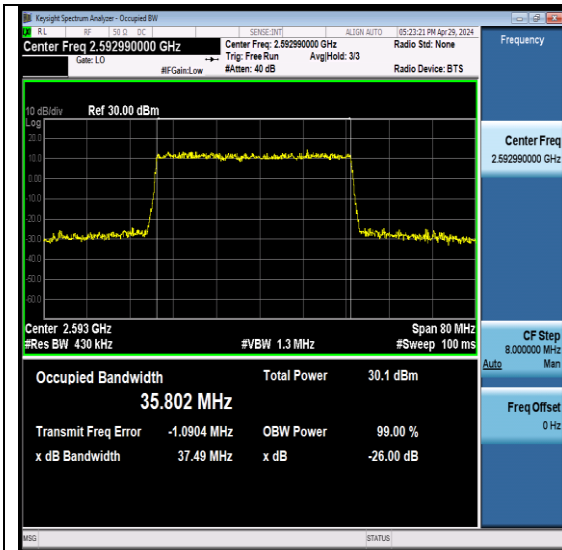 Keysight Spectrum Analyzer - Occupied BW
RL RF 50 Ω DC SENSE:INT ALIGN AUTO 05:23:21 PM Apr 29, 2024
Center Freq 2.592990000 GHz
Center Freq: 2.592990000 GHz
Radio Std: None
Gate: LO
Trig: Free Run Avg|Hold: 3/3
#IFGain:Low #Atten: 40 dB Radio Device: BTS
Frequency
10 dB/div Ref 30.00 dBm
Log
20.0
10.0
0.00
-10.0
-20.0
-30.0
-40.0
-50.0
-60.0
Center Freq
2.592990000 GHz
Center 2.593 GHz Span 80 MHz
#Res BW 430 kHz #VBW 1.3 MHz #Sweep 100 ms
CF Step
8.000000 MHz
Auto Man
Freq Offset
0 Hz
Occupied Bandwidth Total Power 30.1 dBm
35.802 MHz
Transmit Freq Error -1.0904 MHz OBW Power 99.00 %
x dB Bandwidth 37.49 MHz x dB -26.00 dB
MSG STATUS